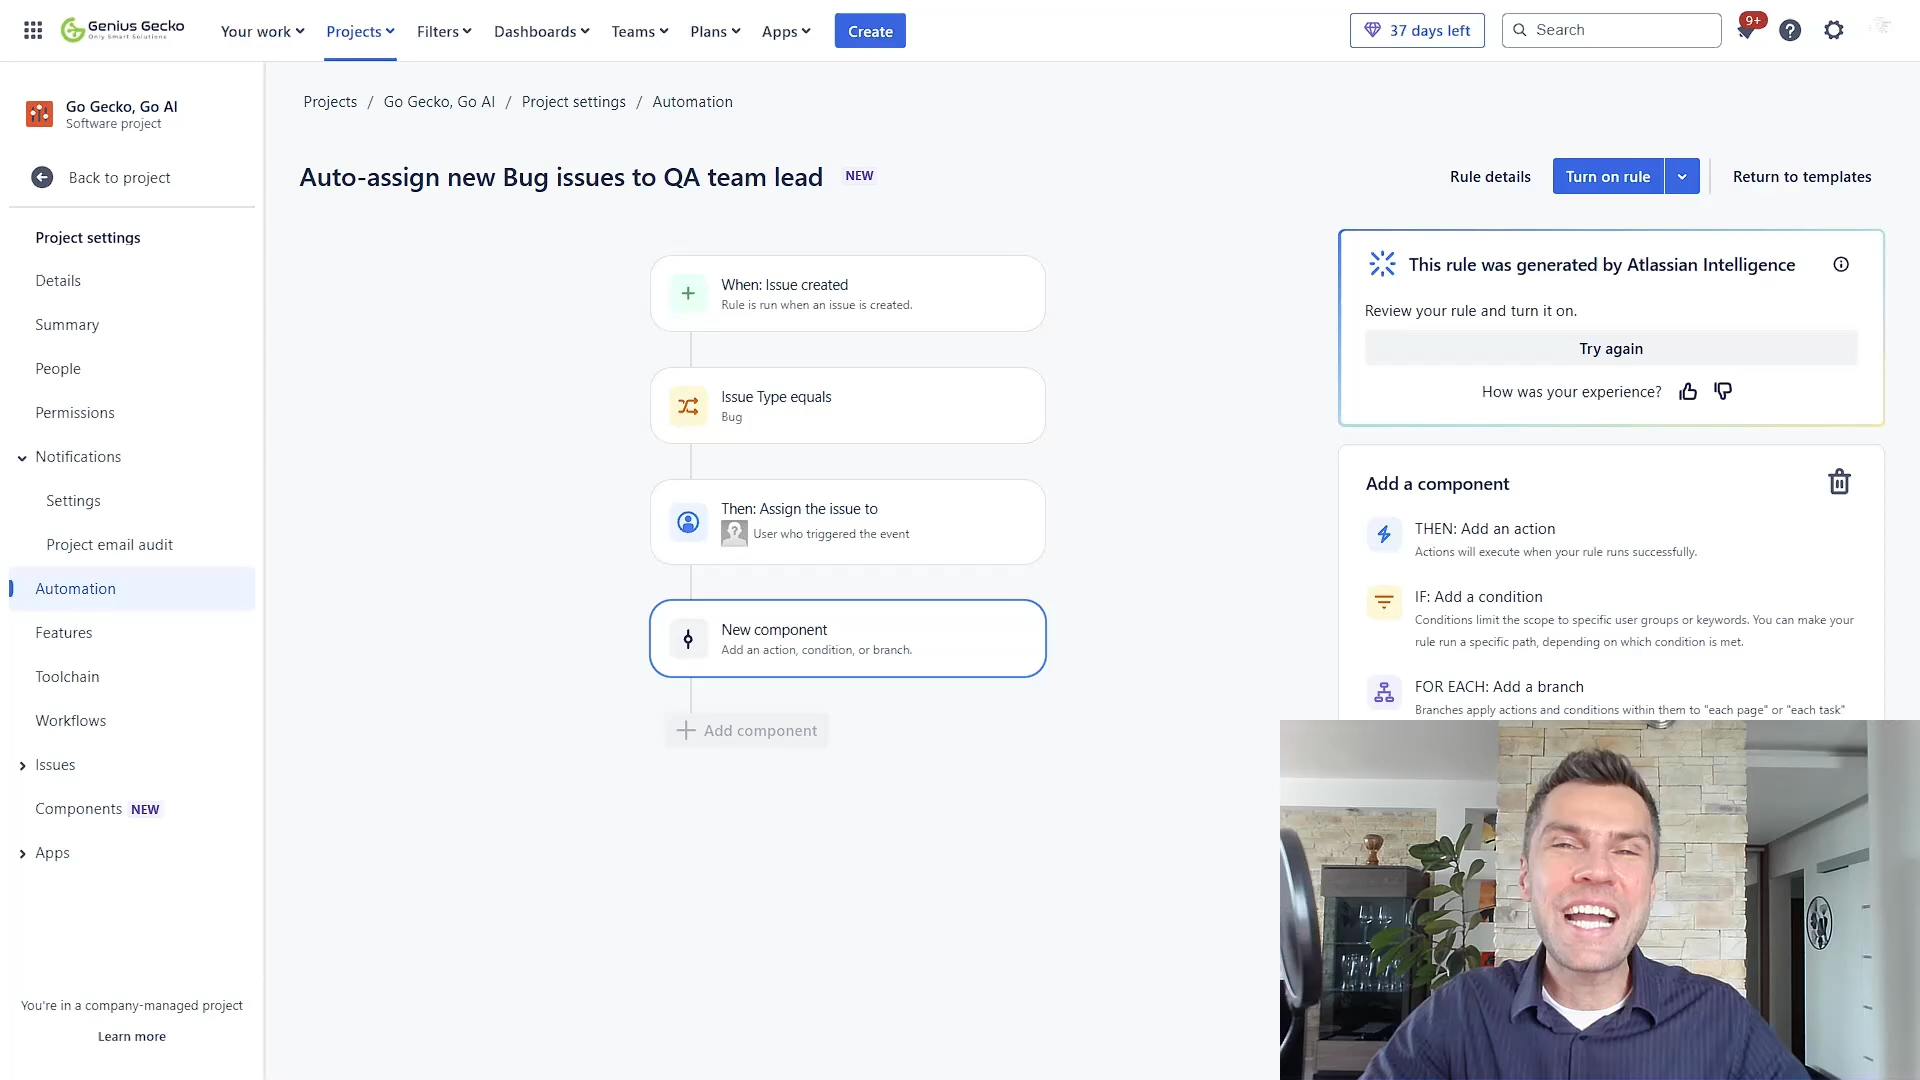 Genius Gecko
Only Smart Solutions
Your work
Projects
Filters
Dashboards
Teams
Plans
Apps
Create
37 days left
Search
9+
Go Gecko, Go AI
Software project
Back to project
Project settings
Details
Summary
People
Permissions
Notifications
Settings
Project email audit
Automation
Features
Toolchain
Workflows
Issues
Components NEW
Apps
You're in a company-managed project
Learn more
Projects / Go Gecko, Go AI / Project settings / Automation
Auto-assign new Bug issues to QA team lead NEW
Rule details
Turn on rule
Return to templates
When: Issue created
Rule is run when an issue is created.
Issue Type equals
Bug
Then: Assign the issue to
User who triggered the event
New component
Add an action, condition, or branch.
Add component
This rule was generated by Atlassian Intelligence
Review your rule and turn it on.
Try again
How was your experience?
Add a component
THEN: Add an action
Actions will execute when your rule runs successfully.
IF: Add a condition
Conditions limit the scope to specific user groups or keywords. You can make your
rule run a specific path, depending on which condition is met.
FOR EACH: Add a branch
Branches apply actions and conditions within them to "each page" or "each task"